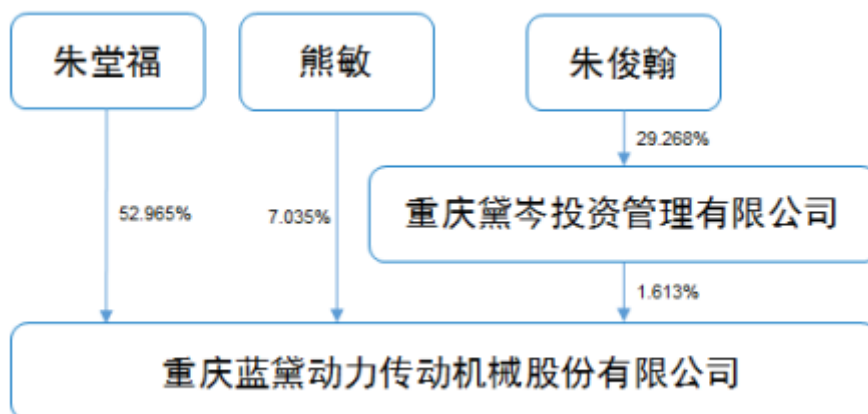 朱堂福
熊敏
朱俊翰
29.268%
重庆黛岑投资管理有限公司
52.965%
7.035%
1.613%
重庆蓝黛动力传动机械股份有限公司